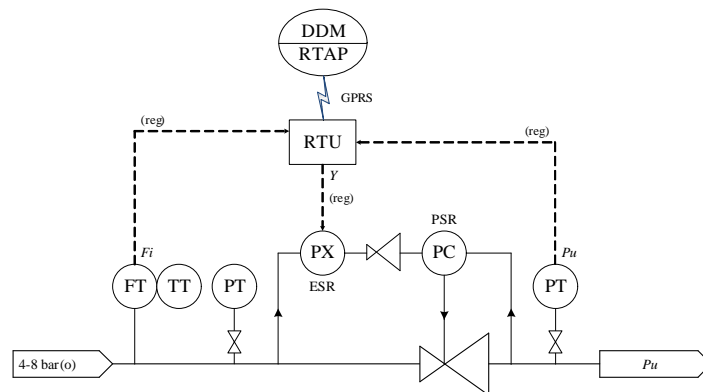 DDM
RTAP
GPRS
(reg)
(reg)
RTU
Y
(reg)
PSR
Fi
PX
PC
Pu
FT
TT
PT
PT
ESR
4-8 bar(o)
Pu